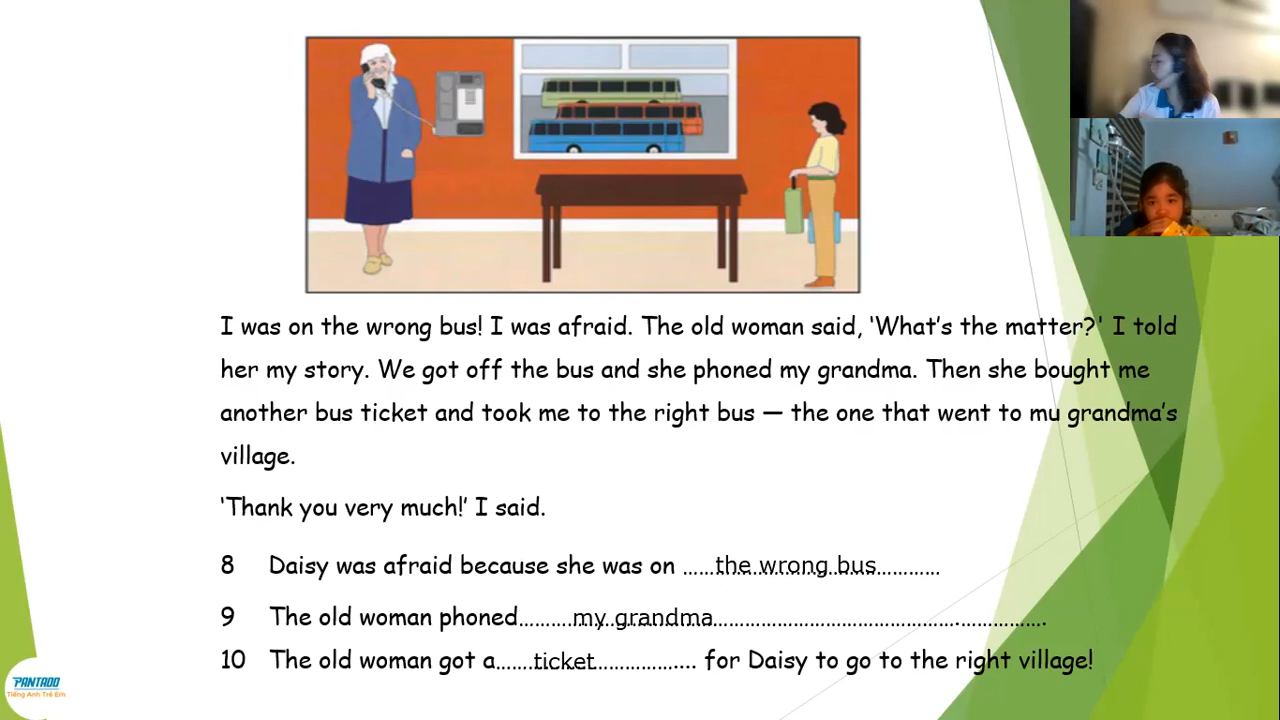 I was on the wrong bus! I was afraid. The old woman said, ‘What’s the matter?' I told
her my story. We got off the bus and she phoned my grandma. Then she bought me
another bus ticket and took me to the right bus — the one that went to mu grandma’s
village.
‘Thank you very much!’ I said.
8 Daisy was afraid because she was on ......the wrong bus............
9 The old woman phoned..........my grandma..............................................................
10 The old woman got a.......ticket................. for Daisy to go to the right village!
PANTADO
Tiếng Anh Trẻ Em